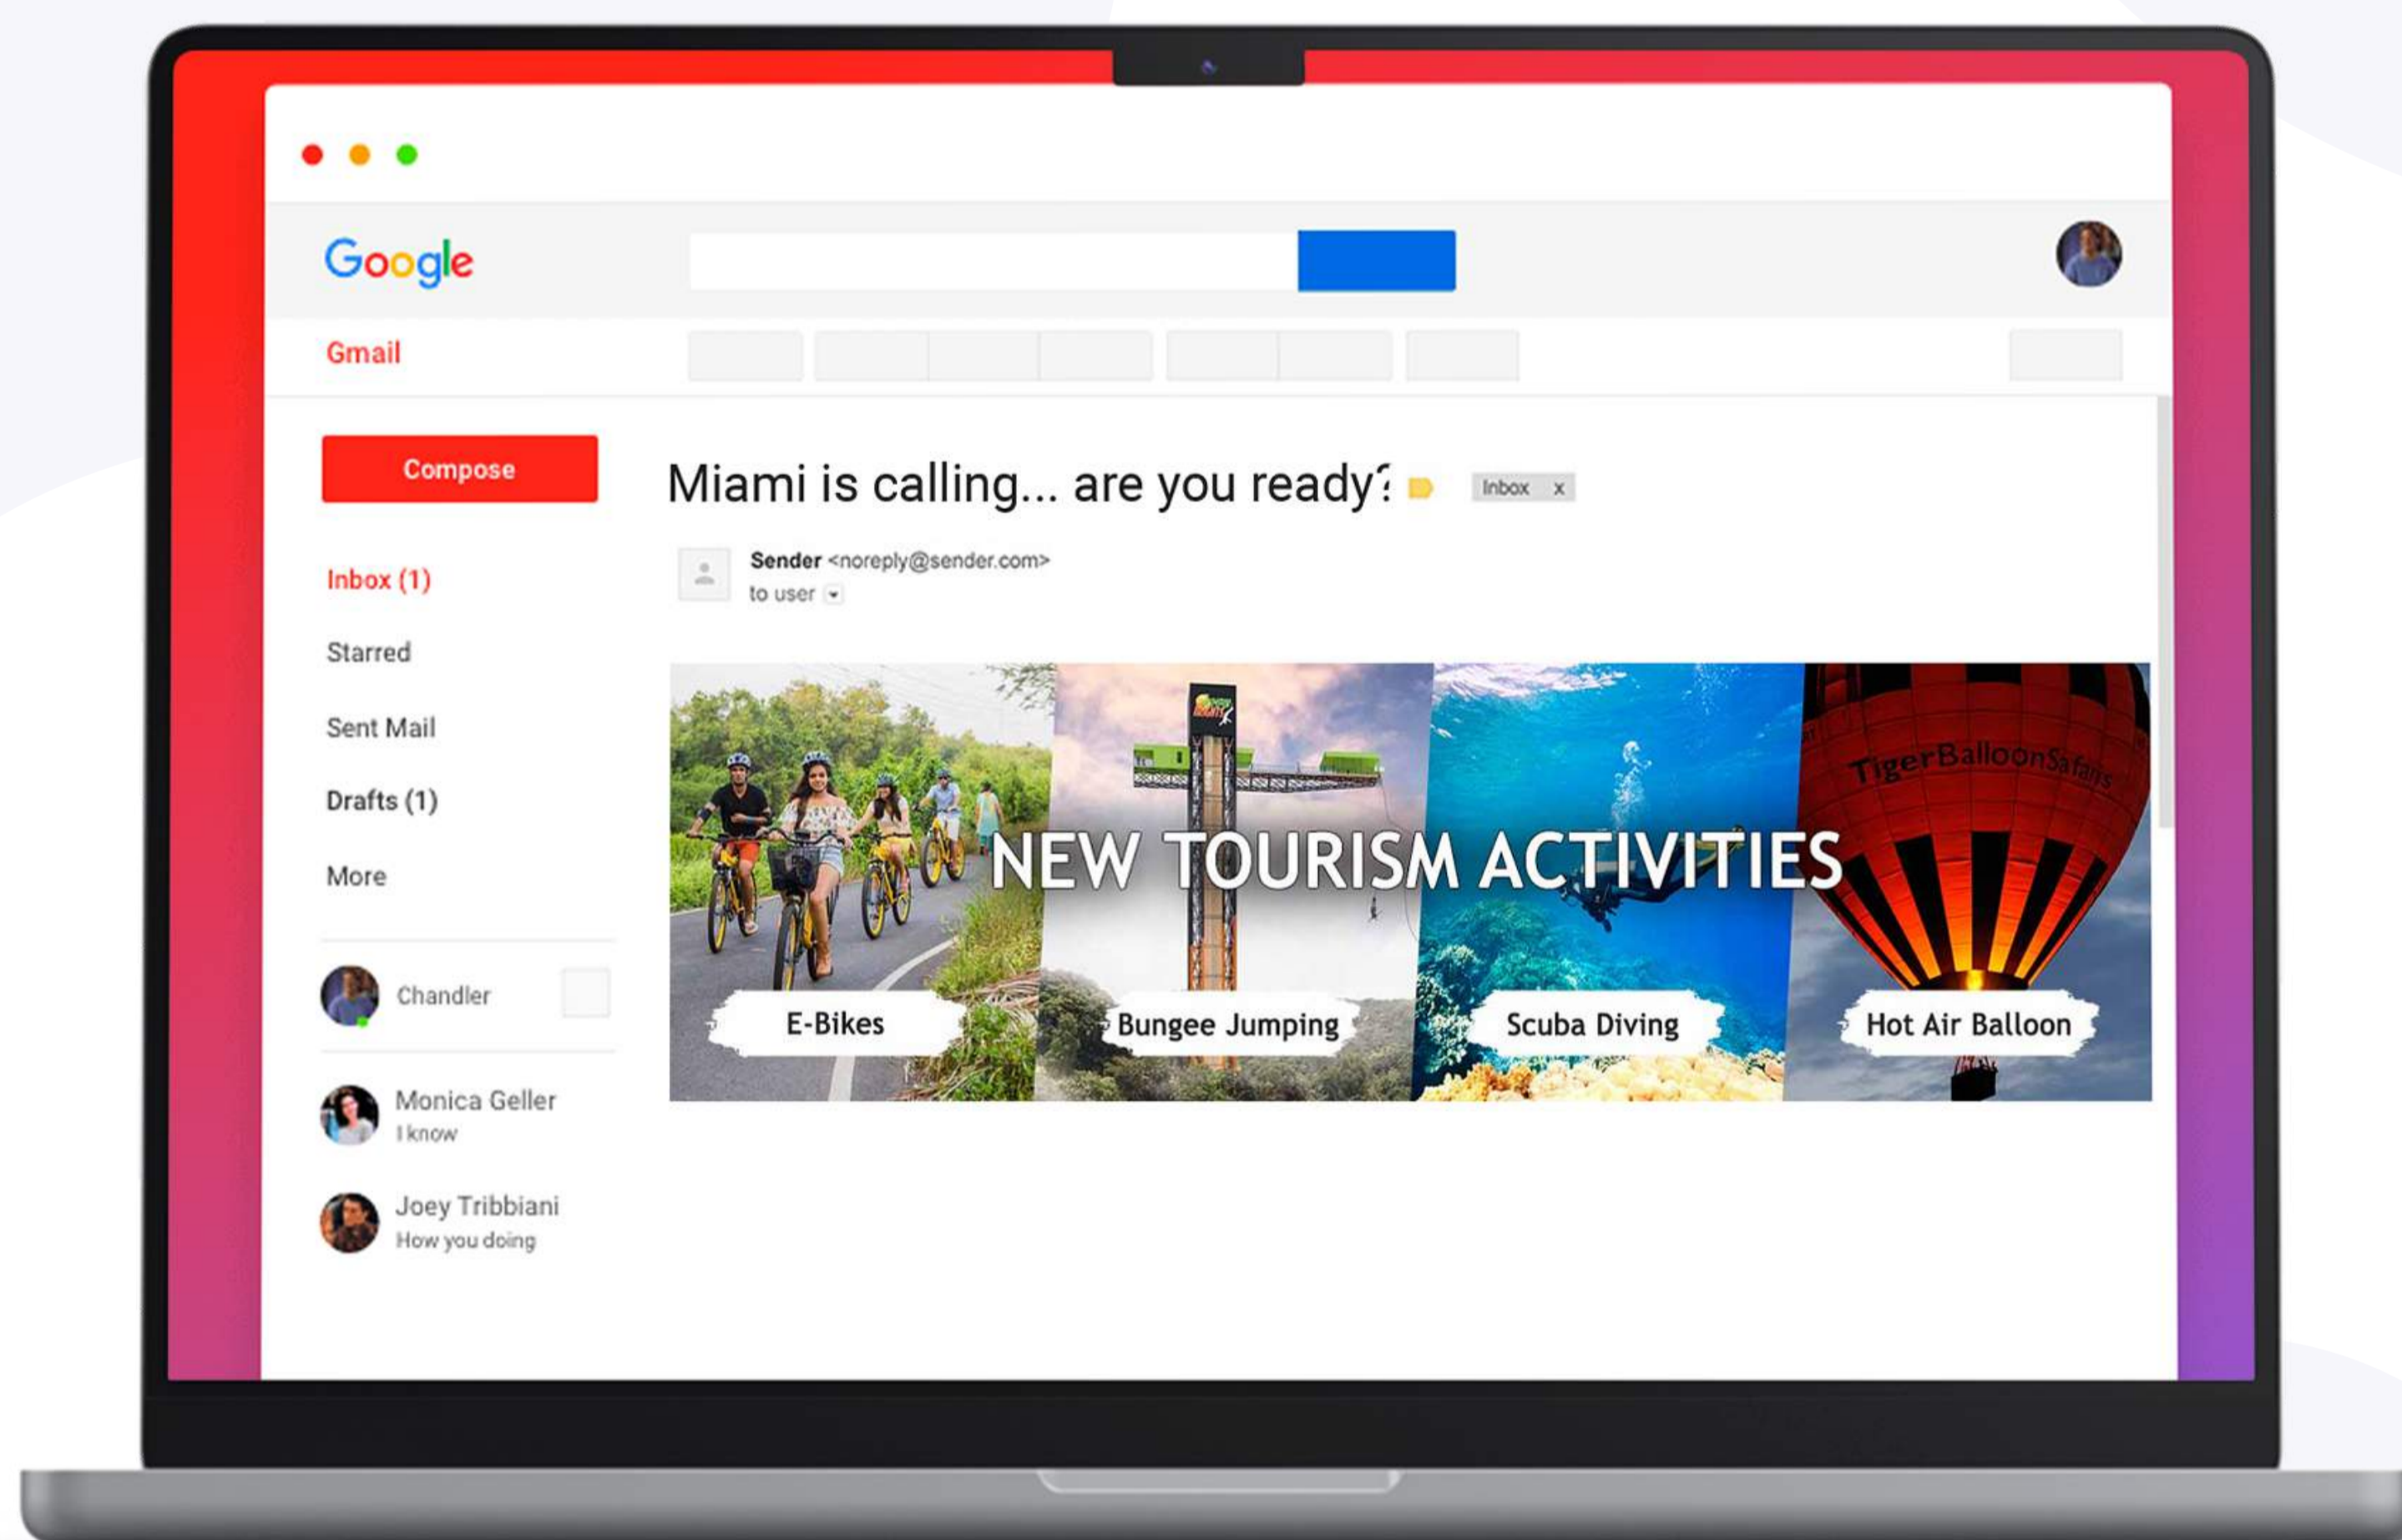 Google
Gmail
Compose
Miami is calling... are you ready?
Inbox x
Sender <noreply@sender.com>
to user
Inbox (1)
Starred
Sent Mail
Drafts (1)
More
Chandler
Monica Geller
I know
Joey Tribbiani
How you doing
TigerBalloonSafaris
NEW TOURISM ACTIVITIES
E-Bikes
Bungee Jumping
Scuba Diving
Hot Air Balloon